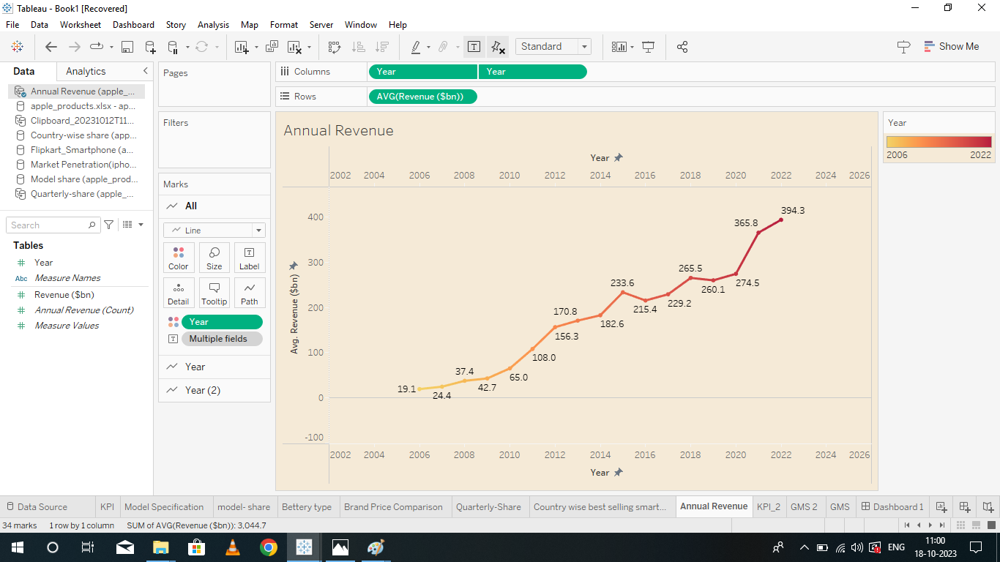 Tableau - Book1 [Recovered]
File Data Worksheet Dashboard Story Analysis Map Format Server Window Help
Standard
Show Me
Data Analytics
Annual Revenue (apple_...
apple_products.xlsx - ap...
Clipboard_20231012T11...
Country-wise share (app...
Flipkart_Smartphone (a...
Market Penetration(ipho...
Model share (apple_prod...
Quarterly-share (apple_...
Search
Tables
Year
Abc Measure Names
Revenue ($bn)
Annual Revenue (Count)
Measure Values
Pages
Filters
Marks
All
Line
Color Size Label
Detail Tooltip Path
Year
Multiple fields
Year
Year (2)
Columns Year Year
Rows AVG(Revenue ($bn))
Annual Revenue
Year
2002 2004 2006 2008 2010 2012 2014 2016 2018 2020 2022 2024 2026
Avg. Revenue ($bn)
400
300
200
100
0
-100
19.1
24.4
37.4
42.7
65.0
108.0
156.3
170.8
182.6
233.6
215.4
229.2
265.5
260.1
274.5
365.8
394.3
2002 2004 2006 2008 2010 2012 2014 2016 2018 2020 2022 2024 2026
Year
Year
2006 2022
Data Source KPI Model Specification model- share Bettery type Brand Price Comparison Quarterly-Share Country wise best selling smart... Annual Revenue KPI_2 GMS 2 GMS Dashboard 1
34 marks 1 row by 1 column SUM of AVG(Revenue ($bn)): 3,044.7
ENG
11:00
18-10-2023